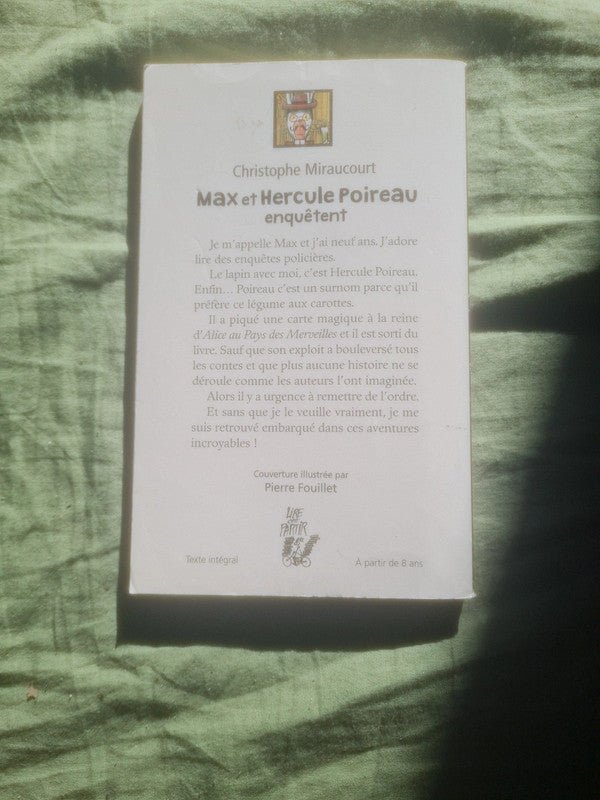 Christophe Miraucourt
Max et Hercule Poireau
enquêtent
Je m'appelle Max et j'ai neuf ans. J'adore
lire des enquêtes policières.
Le lapin avec moi, c'est Hercule Poireau.
Enfin... Poireau c'est un surnom parce qu'il
préfère ce légume aux carottes.
Il a piqué une carte magique à la reine
d'Alice au Pays des Merveilles et il est sorti du
livre. Sauf que son exploit a bouleversé tous
les contes et que plus aucune histoire ne se
déroule comme les auteurs l'ont imaginée.
Alors il y a urgence à remettre de l'ordre.
Et sans que je le veuille vraiment, je me
suis retrouvé embarqué dans ces aventures
incroyables !
Couverture illustrée par
Pierre Fouillet
LIRE
PARTIR
Texte intégral
A partir de 8 ans